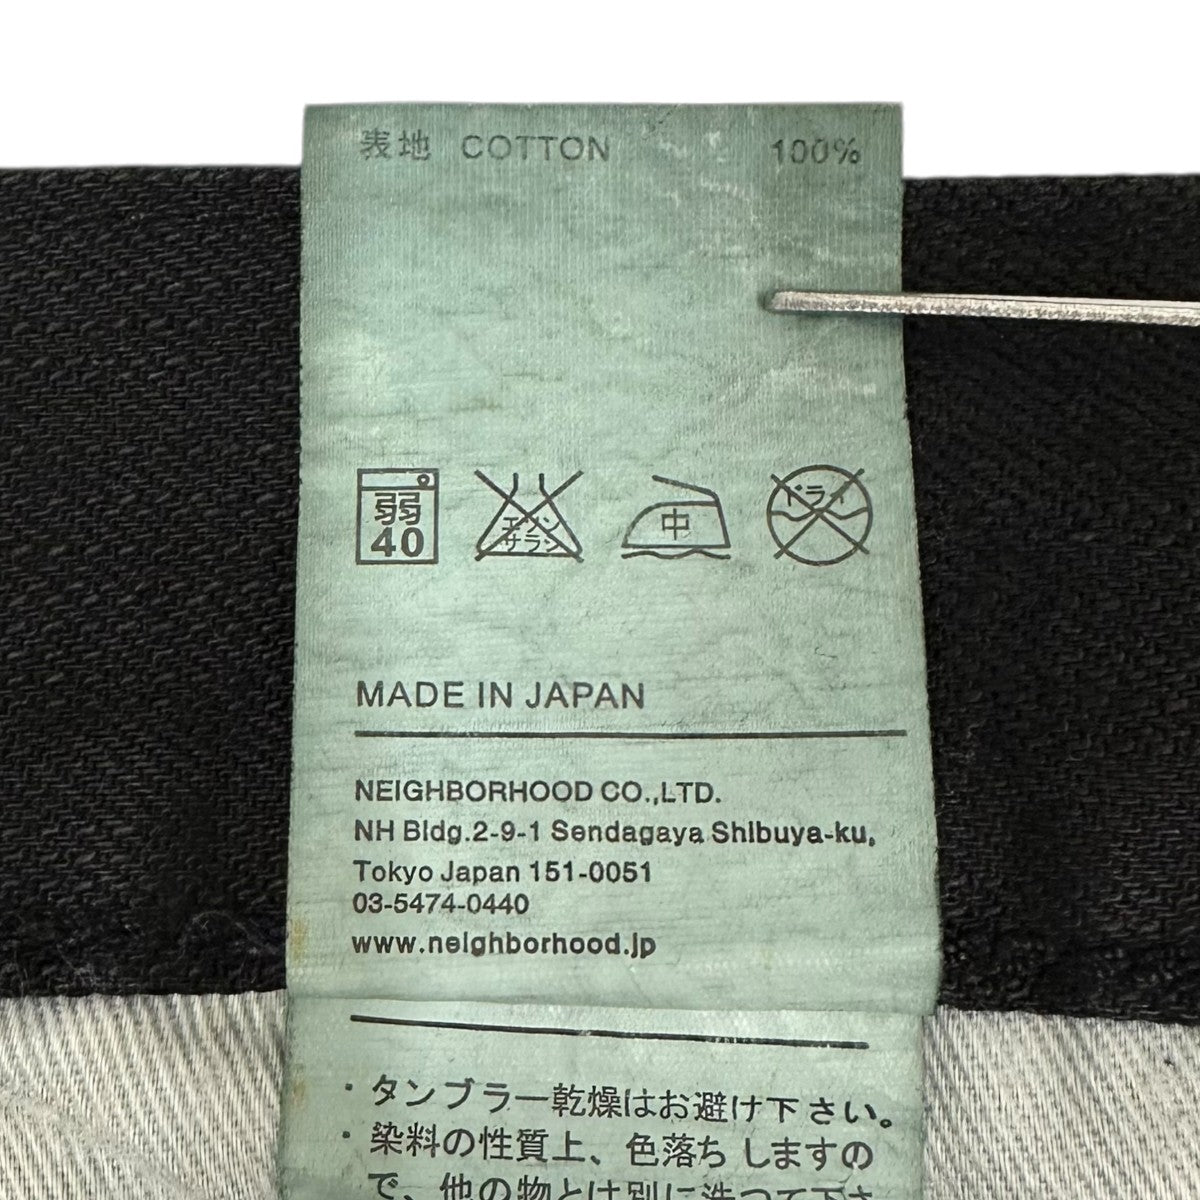 表地 COTTON 100%
弱
40
エンソ
サラシ
中
ドライ
MADE IN JAPAN
NEIGHBORHOOD CO.,LTD.
NH Bldg.2-9-1 Sendagaya Shibuya-ku,
Tokyo Japan 151-0051
03-5474-0440
www.neighborhood.jp
・タンブラー乾燥はお避け下さい。
・染料の性質上、色落ちしますの
で、他の物とは別に洗って下さ